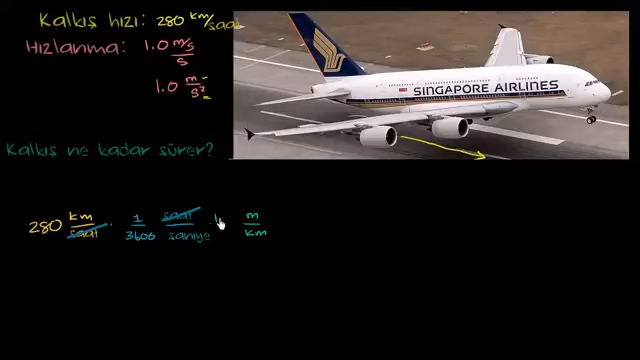 Kalkış hızı: 280 km/saat
Hızlanma: 1.0 m/s/s
1.0 m/s²
SINGAPORE AIRLINES
Kalkış ne kadar sürer?
280 km/saat · 1/3600 saat/saniye · 1 m/km